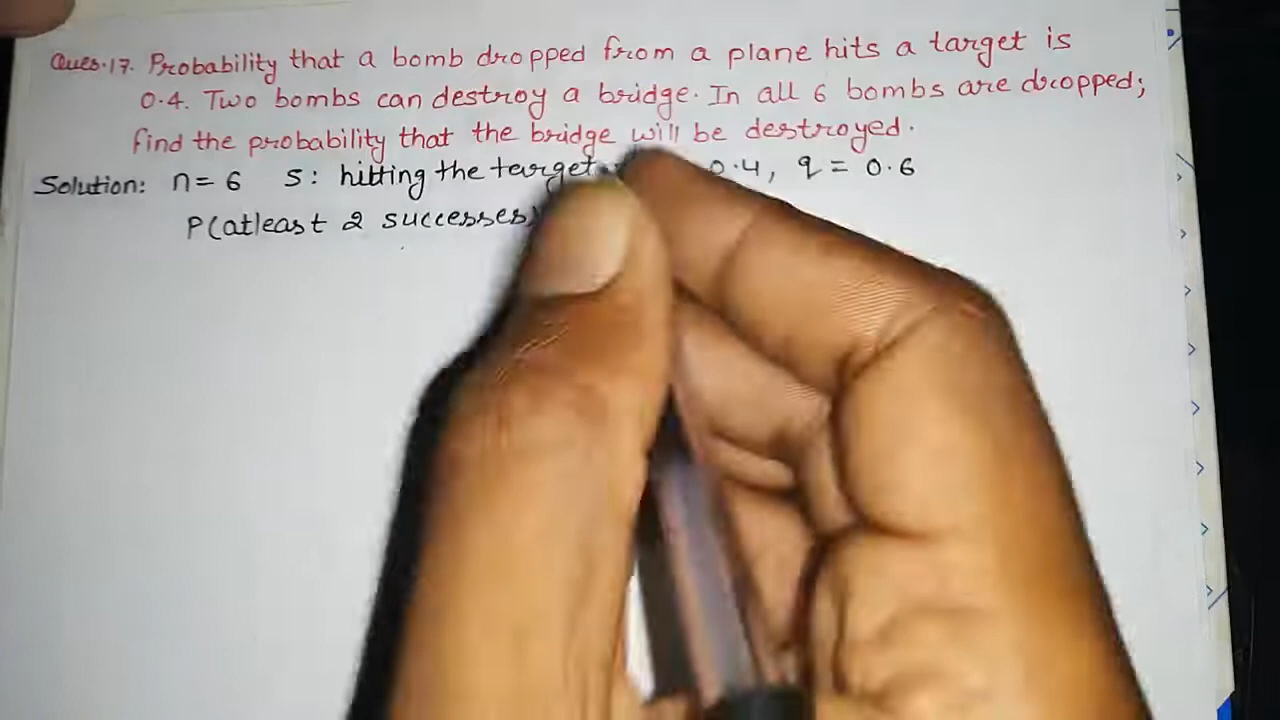 Ques.17. Probability that a bomb dropped from a plane hits a target is
0.4. Two bombs can destroy a bridge. In all 6 bombs are dropped;
find the probability that the bridge will be destroyed.
Solution: n = 6 S: hitting the target 0.4, q = 0.6
P(atleast 2 successes)